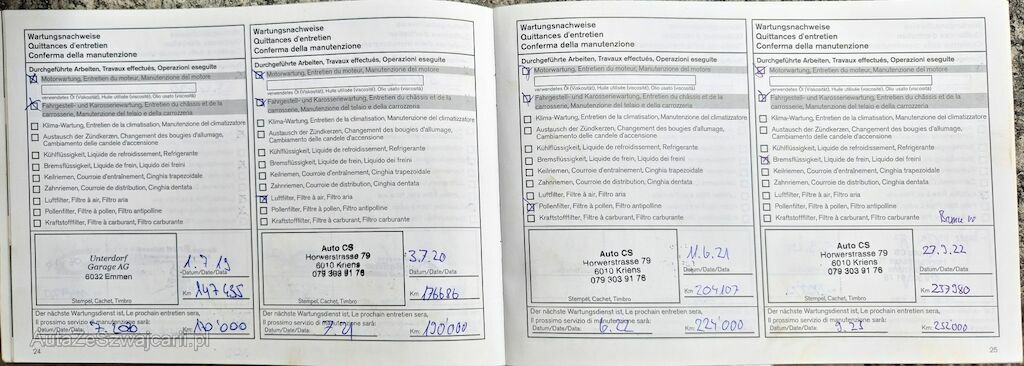 Wartungsnachweise
Quittances d'entretien
Conferma della manutenzione
Durchgeführte Arbeiten, Travaux effectués, Operazioni eseguite
Motorwartung, Entretien du moteur, Manutenzione del motore
verwendetes Öl (Viskosität), Huile utilisée (viscosité), Olio usato (viscosità)
Fahrgestell- und Karosseriewartung, Entretien du châssis et de la
carrosserie, Manutenzione del telaio e della carrozzeria
Klima-Wartung, Entretien de la climatisation, Manutenzione del climatizzatore
Austausch der Zündkerzen, Changement des bougies d'allumage,
Cambiamento delle candele d'accensione
Kühlflüssigkeit, Liquide de refroidissement, Refrigerante
Bremsflüssigkeit, Liquide de frein, Liquido dei freini
Keilriemen, Courroie d'entraînement, Cinghia trapezoidale
Zahnriemen, Courroie de distribution, Cinghia dentata
Luftfilter, Filtre à air, Filtro aria
Pollenfilter, Filtre à pollen, Filtro antipolline
Kraftstofffilter, Filtre à carburant, Filtro carburante
Unterdorf
Garage AG
6032 Emmen
1.7.19
Datum/Date/Data
Km 147435
Stempel, Cachet, Timbro
Der nächste Wartungsdienst ist, Le prochain entretien sera,
Il prossimo servizio di manutenzione sarà:
Datum/Date/Data:
Km:
24
Wartungsnachweise
Quittances d'entretien
Conferma della manutenzione
Durchgeführte Arbeiten, Travaux effectués, Operazioni eseguite
Motorwartung, Entretien du moteur, Manutenzione del motore
verwendetes Öl (Viskosität), Huile utilisée (viscosité), Olio usato (viscosità)
Fahrgestell- und Karosseriewartung, Entretien du châssis et de la
carrosserie, Manutenzione del telaio e della carrozzeria
Klima-Wartung, Entretien de la climatisation, Manutenzione del climatizzatore
Austausch der Zündkerzen, Changement des bougies d'allumage,
Cambiamento delle candele d'accensione
Kühlflüssigkeit, Liquide de refroidissement, Refrigerante
Bremsflüssigkeit, Liquide de frein, Liquido dei freini
Keilriemen, Courroie d'entraînement, Cinghia trapezoidale
Zahnriemen, Courroie de distribution, Cinghia dentata
Luftfilter, Filtre à air, Filtro aria
Pollenfilter, Filtre à pollen, Filtro antipolline
Kraftstofffilter, Filtre à carburant, Filtro carburante
Auto CS
Horwerstrasse 79
6010 Kriens
079 303 91 76
3.7.20
Datum/Date/Data
Km 176686
Stempel, Cachet, Timbro
Der nächste Wartungsdienst ist, Le prochain entretien sera,
Il prossimo servizio di manutenzione sarà:
Datum/Date/Data: 7.21
Km: 190'000
Wartungsnachweise
Quittances d'entretien
Conferma della manutenzione
Durchgeführte Arbeiten, Travaux effectués, Operazioni eseguite
Motorwartung, Entretien du moteur, Manutenzione del motore
verwendetes Öl (Viskosität), Huile utilisée (viscosité), Olio usato (viscosità)
Fahrgestell- und Karosseriewartung, Entretien du châssis et de la
carrosserie, Manutenzione del telaio e della carrozzeria
Klima-Wartung, Entretien de la climatisation, Manutenzione del climatizzatore
Austausch der Zündkerzen, Changement des bougies d'allumage,
Cambiamento delle candele d'accensione
Kühlflüssigkeit, Liquide de refroidissement, Refrigerante
Bremsflüssigkeit, Liquide de frein, Liquido dei freini
Keilriemen, Courroie d'entraînement, Cinghia trapezoidale
Zahnriemen, Courroie de distribution, Cinghia dentata
Luftfilter, Filtre à air, Filtro aria
Pollenfilter, Filtre à pollen, Filtro antipolline
Kraftstofffilter, Filtre à carburant, Filtro carburante
Auto CS
Horwerstrasse 79
6010 Kriens
079 303 91 76
11.6.21
Datum/Date/Data
Km 204107
Stempel, Cachet, Timbro
Der nächste Wartungsdienst ist, Le prochain entretien sera,
Il prossimo servizio di manutenzione sarà:
Datum/Date/Data: 6.22
Km: 224'000
Wartungsnachweise
Quittances d'entretien
Conferma della manutenzione
Durchgeführte Arbeiten, Travaux effectués, Operazioni eseguite
Motorwartung, Entretien du moteur, Manutenzione del motore
verwendetes Öl (Viskosität), Huile utilisée (viscosité), Olio usato (viscosità)
Fahrgestell- und Karosseriewartung, Entretien du châssis et de la
carrosserie, Manutenzione del telaio e della carrozzeria
Klima-Wartung, Entretien de la climatisation, Manutenzione del climatizzatore
Austausch der Zündkerzen, Changement des bougies d'allumage,
Cambiamento delle candele d'accensione
Kühlflüssigkeit, Liquide de refroidissement, Refrigerante
Bremsflüssigkeit, Liquide de frein, Liquido dei freini
Keilriemen, Courroie d'entraînement, Cinghia trapezoidale
Zahnriemen, Courroie de distribution, Cinghia dentata
Luftfilter, Filtre à air, Filtro aria
Pollenfilter, Filtre à pollen, Filtro antipolline
Kraftstofffilter, Filtre à carburant, Filtro carburante
Auto CS
Horwerstrasse 79
6010 Kriens
079 303 91 76
Datum/Date/Data
Km 237980
Stempel, Cachet, Timbro
Der nächste Wartungsdienst ist, Le prochain entretien sera,
Il prossimo servizio di manutenzione sarà:
Datum/Date/Data:
Km: 252000
25
AutaZeSzwajcarii.pl